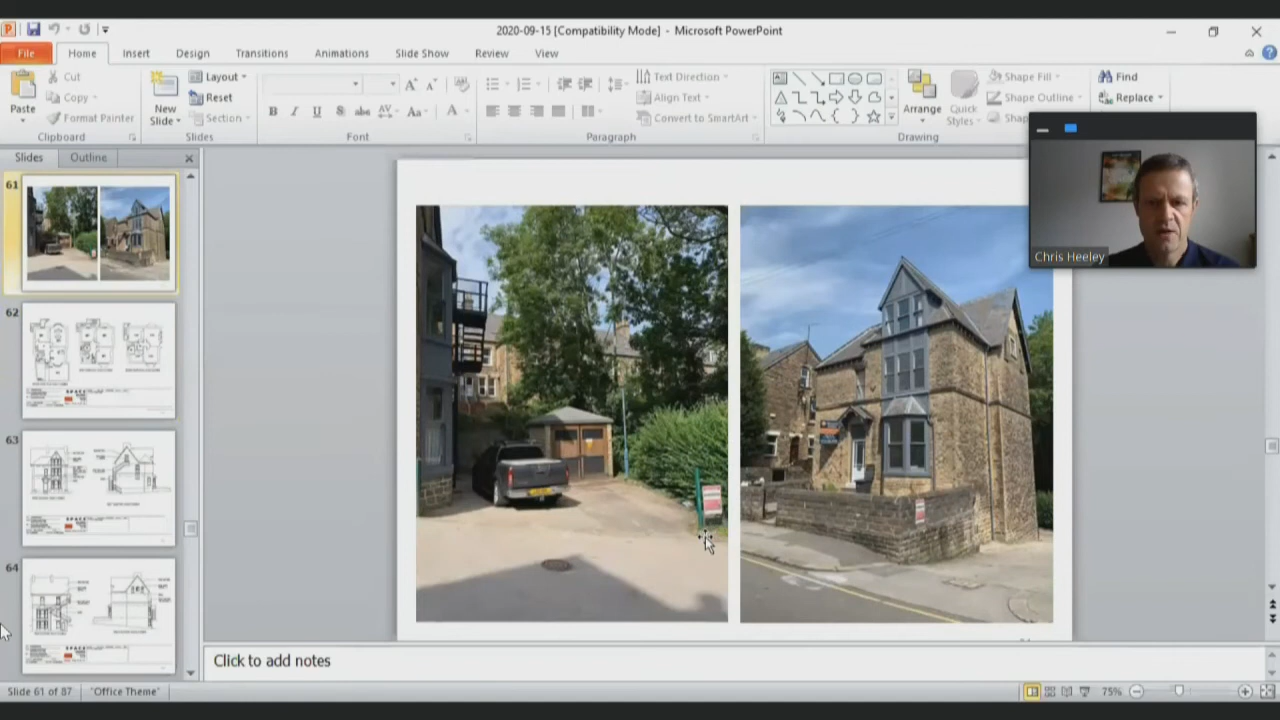 2020-09-15 [Compatibility Mode] - Microsoft PowerPoint
File Home Insert Design Transitions Animations Slide Show Review View
Paste
Cut
Copy
Format Painter
Clipboard
New Slide
Layout
Reset
Section
Slides
B I U S abc AV Aa A
Font
Text Direction
Align Text
Convert to SmartArt
Paragraph
Arrange
Quick Styles
Shape Fill
Shape Outline
Drawing
Find
Replace
Slides Outline
61
62
63
64
Chris Heeley
Click to add notes
Slide 61 of 87
"Office Theme"
75%